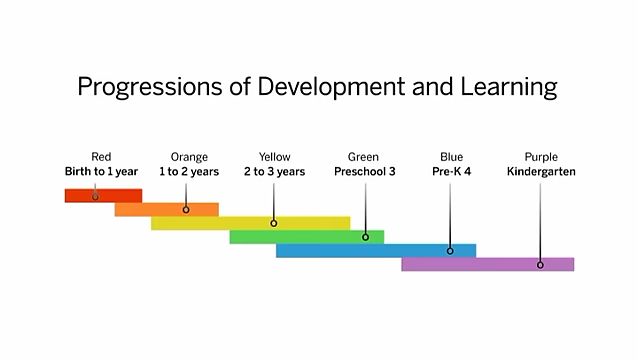 Progressions of Development and Learning
Red
Birth to 1 year
Orange
1 to 2 years
Yellow
2 to 3 years
Green
Preschool 3
Blue
Pre-K 4
Purple
Kindergarten